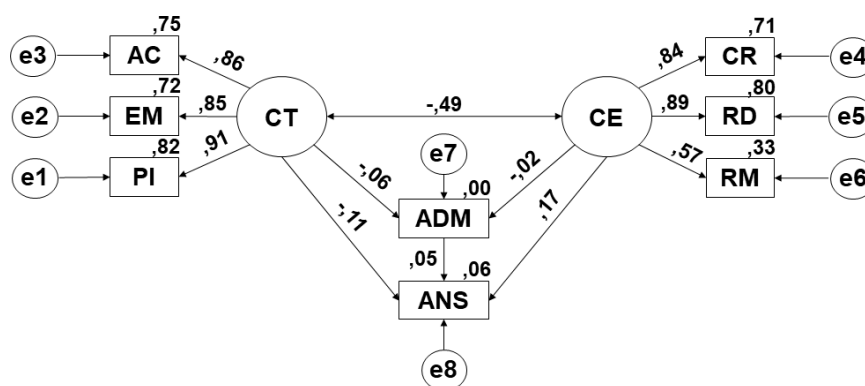 ,75
,71
e3
AC
,86
,84
CR
e4
,72
,80
e2
EM
,85
CT
-,49
CE
,89
RD
e5
,82
,33
e1
PI
,91
e7
,57
RM
e6
-,06
-,02
,00
ADM
-,11
,17
,05
,06
ANS
e8